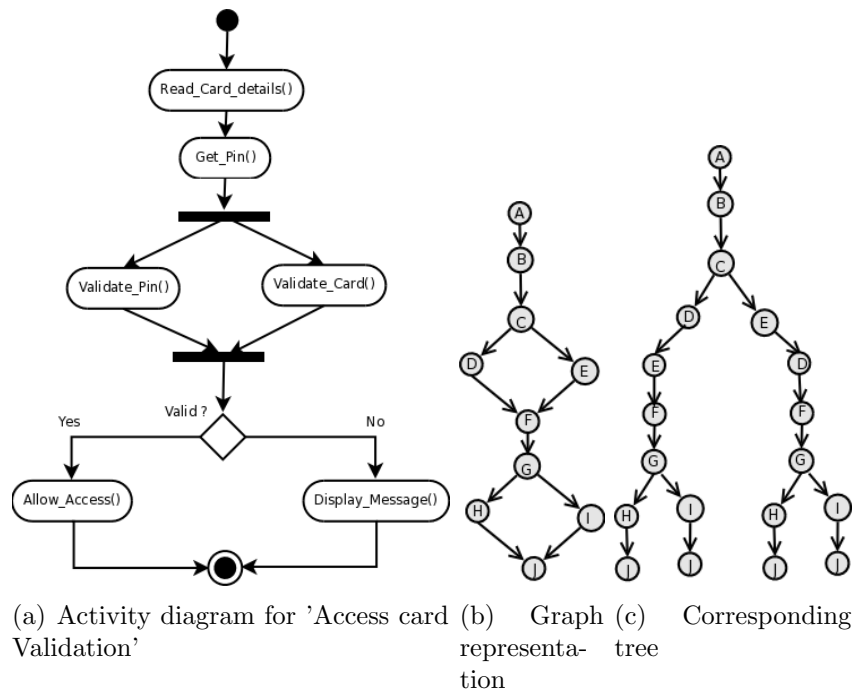 Read_Card_details()
Get_Pin()
Validate_Pin()
Validate_Card()
Valid ?
Yes
No
Allow_Access()
Display_Message()
A
B
C
D
E
F
G
H
I
J
A
B
C
D
E
E
D
F
F
G
G
H
I
H
I
J
J
J
J
(a) Activity diagram for 'Access card
Validation'
(b) Graph
representa-
tion
(c) Corresponding
tree